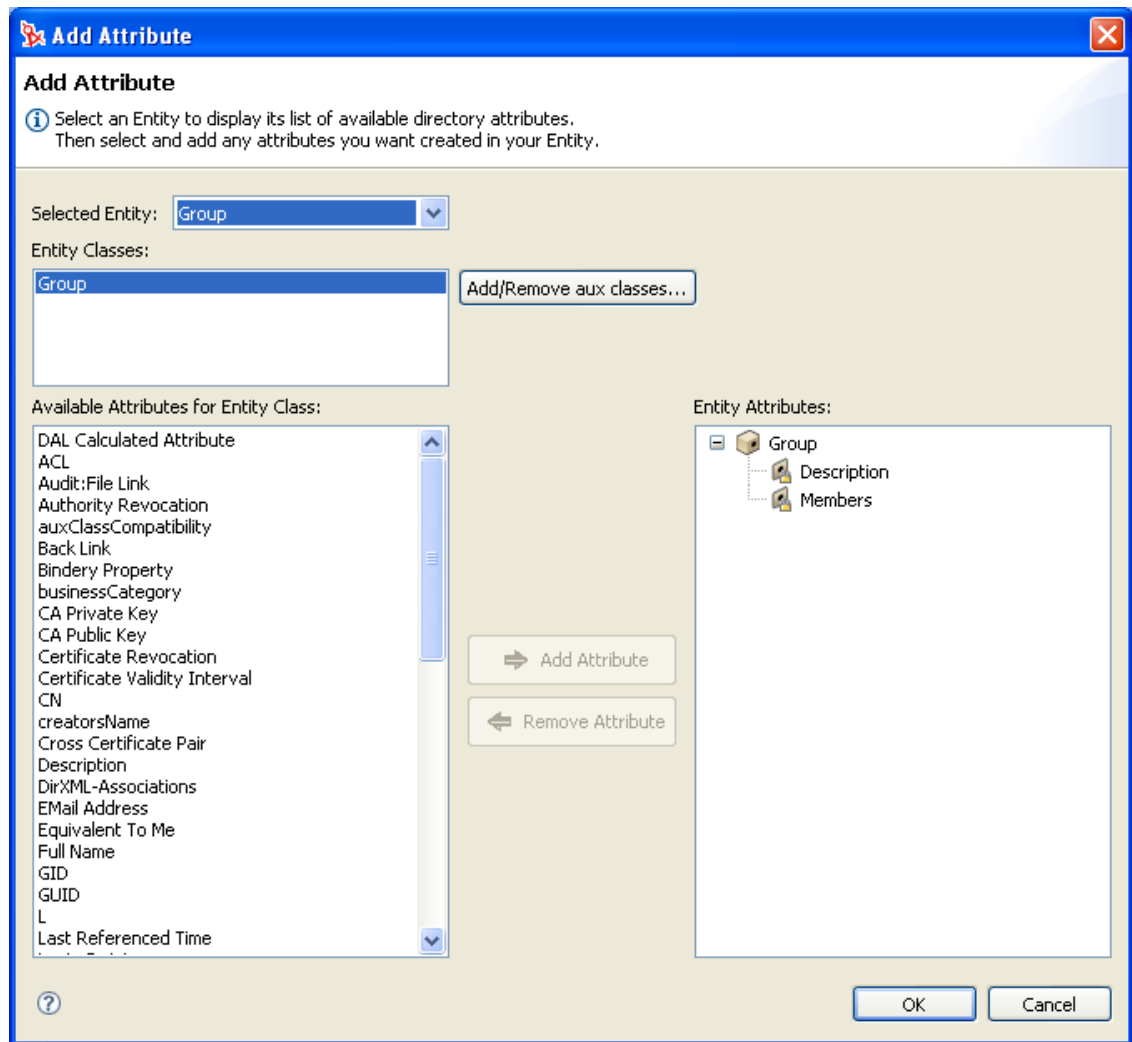 Add Attribute
Add Attribute
Select an Entity to display its list of available directory attributes.
Then select and add any attributes you want created in your Entity.
Selected Entity: Group
Entity Classes:
Group
Add/Remove aux classes...
Available Attributes for Entity Class:
DAL Calculated Attribute
ACL
Audit:File Link
Authority Revocation
auxClassCompatibility
Back Link
Bindery Property
businessCategory
CA Private Key
CA Public Key
Certificate Revocation
Certificate Validity Interval
CN
creatorsName
Cross Certificate Pair
Description
DirXML-Associations
EMail Address
Equivalent To Me
Full Name
GID
GUID
L
Last Referenced Time
Add Attribute
Remove Attribute
Entity Attributes:
Group
Description
Members
OK
Cancel